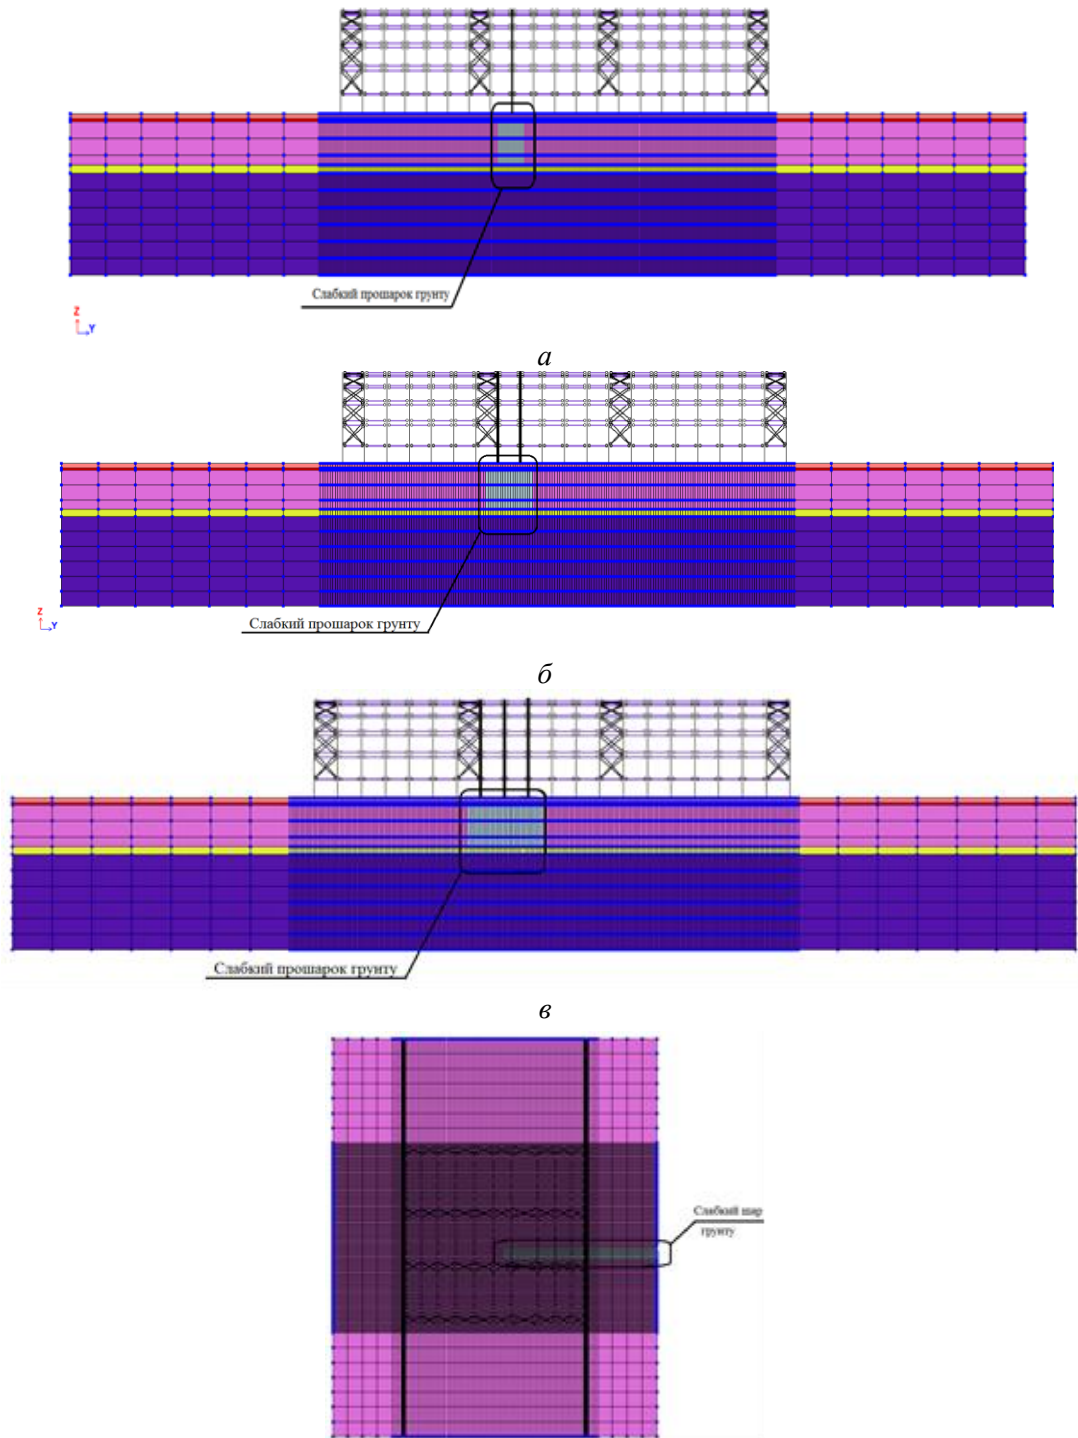 Слабкий прошарок грунту
Z
Y
а
Z
Y
Слабкий прошарок грунту
б
Слабкий прошарок грунту
в
Слабкий шар
грунту